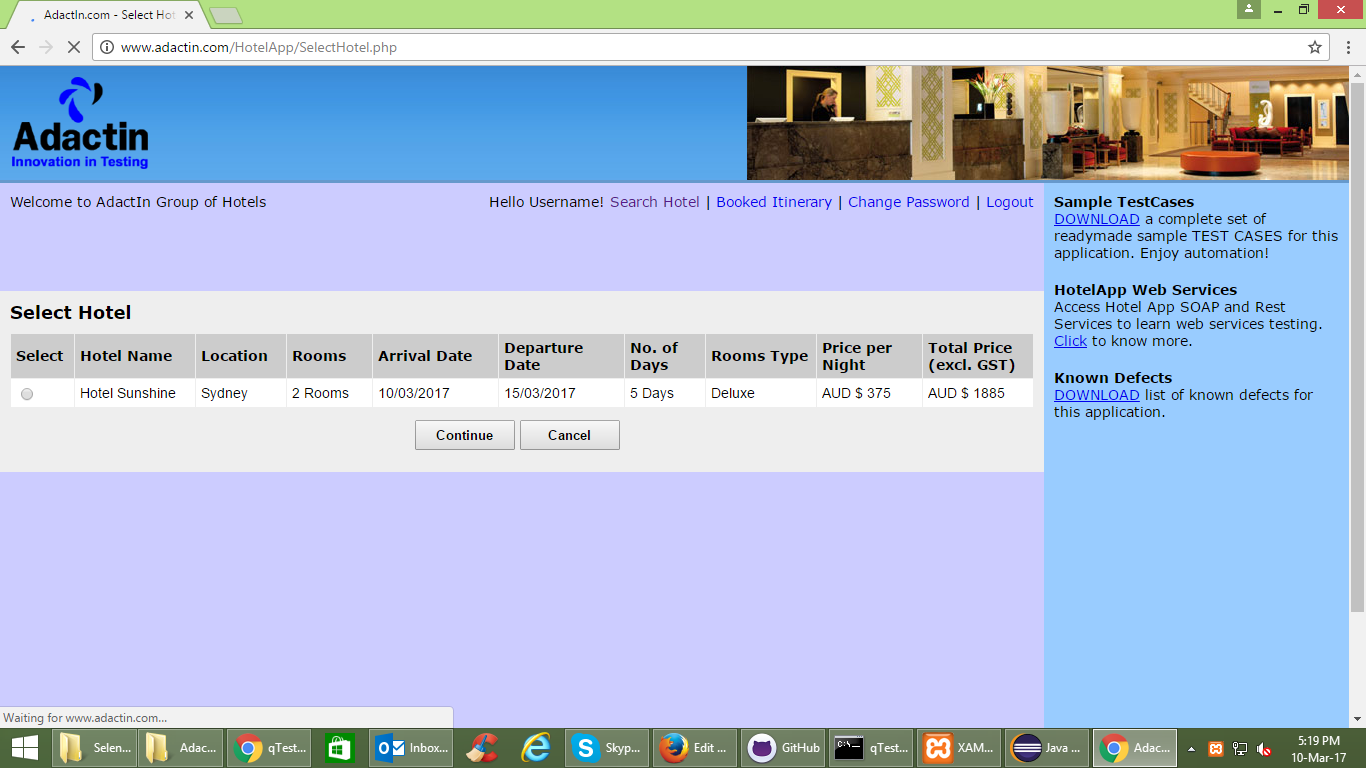 AdactIn.com - Select Hot
www.adactin.com/HotelApp/SelectHotel.php
Adactin
Innovation in Testing
Welcome to AdactIn Group of Hotels
Hello Username! Search Hotel | Booked Itinerary | Change Password | Logout
Select Hotel
Select Hotel Name Location Rooms Arrival Date Departure Date No. of Days Rooms Type Price per Night Total Price (excl. GST)
Hotel Sunshine Sydney 2 Rooms 10/03/2017 15/03/2017 5 Days Deluxe AUD $ 375 AUD $ 1885
Continue Cancel
Sample TestCases
DOWNLOAD a complete set of
readymade sample TEST CASES for this
application. Enjoy automation!
HotelApp Web Services
Access Hotel App SOAP and Rest
Services to learn web services testing.
Click to know more.
Known Defects
DOWNLOAD list of known defects for
this application.
Waiting for www.adactin.com...
Selen... Adac... qTest... Inbox... Skyp... Edit ... GitHub qTest... XAM... Java ... Adac...
5:19 PM
10-Mar-17